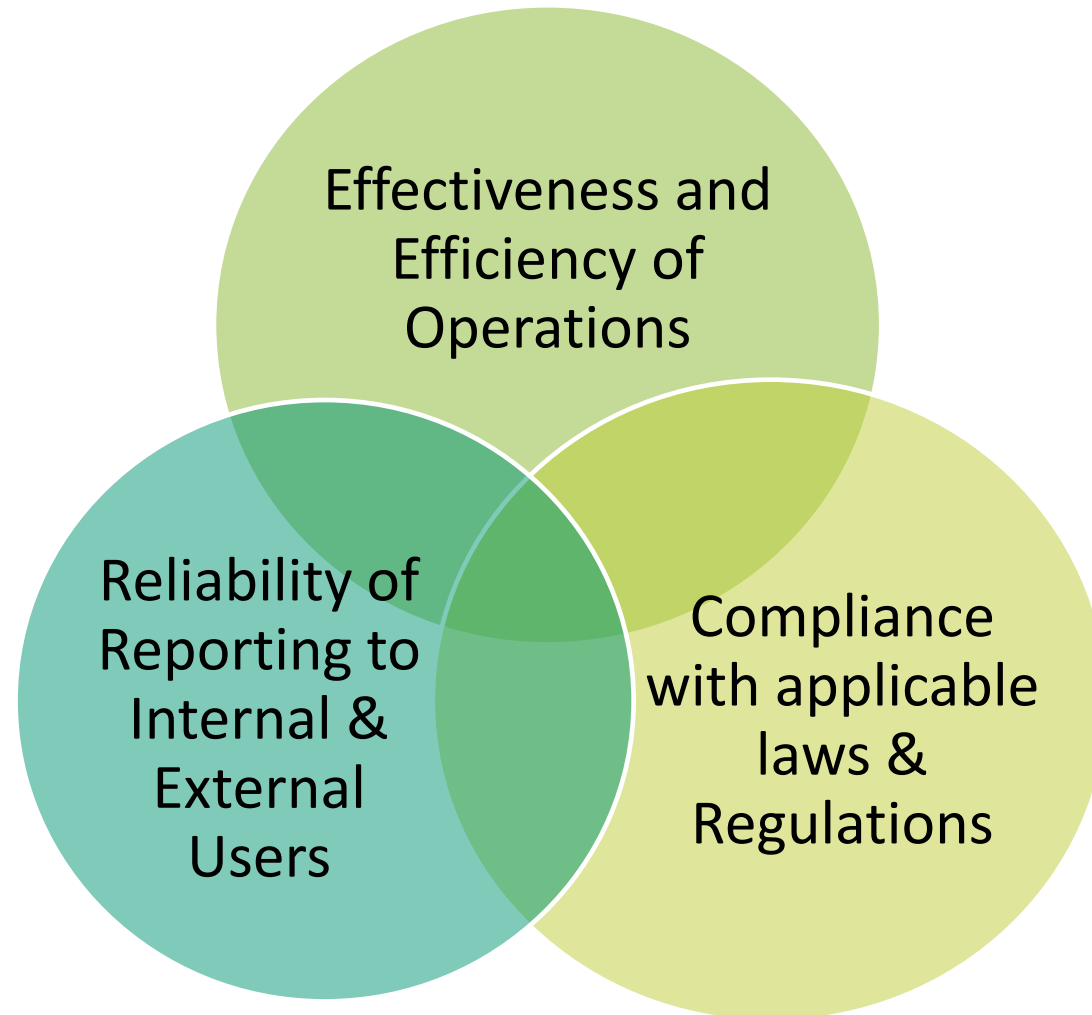 Effectiveness and
Efficiency of
Operations
Reliability of
Reporting to
Internal &
External
Users
Compliance
with applicable
laws &
Regulations